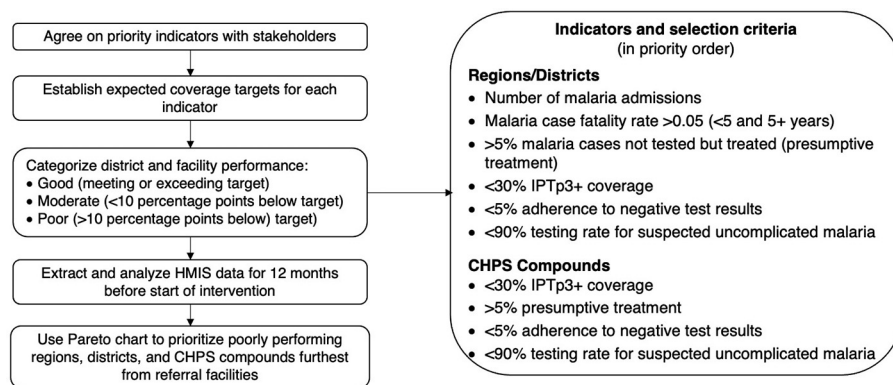 Agree on priority indicators with stakeholders
Establish expected coverage targets for each
indicator
Categorize district and facility performance:
• Good (meeting or exceeding target)
• Moderate (<10 percentage points below target)
• Poor (>10 percentage points below) target)
Extract and analyze HMIS data for 12 months
before start of intervention
Use Pareto chart to prioritize poorly performing
regions, districts, and CHPS compounds furthest
from referral facilities
Indicators and selection criteria
(in priority order)
Regions/Districts
• Number of malaria admissions
• Malaria case fatality rate >0.05 (<5 and 5+ years)
• >5% malaria cases not tested but treated (presumptive
treatment)
• <30% IPTp3+ coverage
• <5% adherence to negative test results
• <90% testing rate for suspected uncomplicated malaria
CHPS Compounds
• <30% IPTp3+ coverage
• >5% presumptive treatment
• <5% adherence to negative test results
• <90% testing rate for suspected uncomplicated malaria